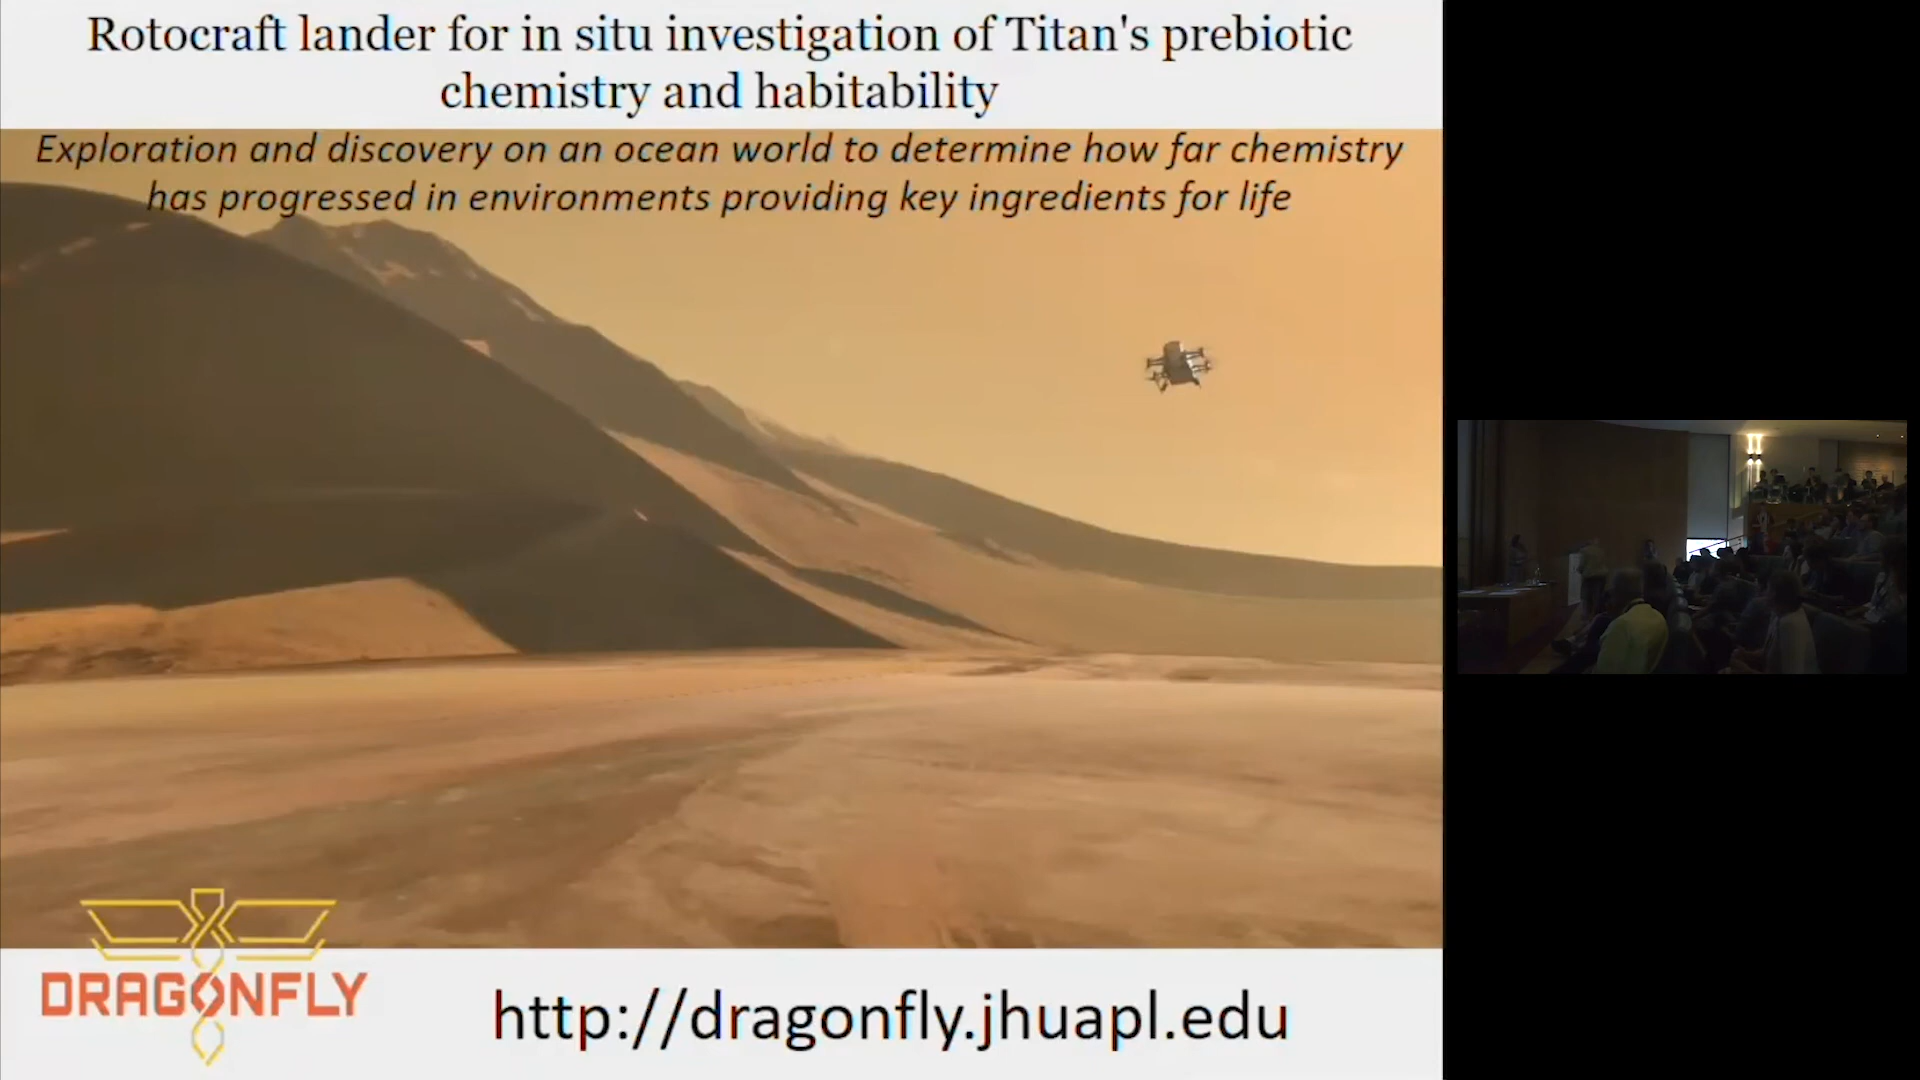 Rotocraft lander for in situ investigation of Titan's prebiotic
chemistry and habitability
Exploration and discovery on an ocean world to determine how far chemistry
has progressed in environments providing key ingredients for life
DRAGONFLY
http://dragonfly.jhuapl.edu